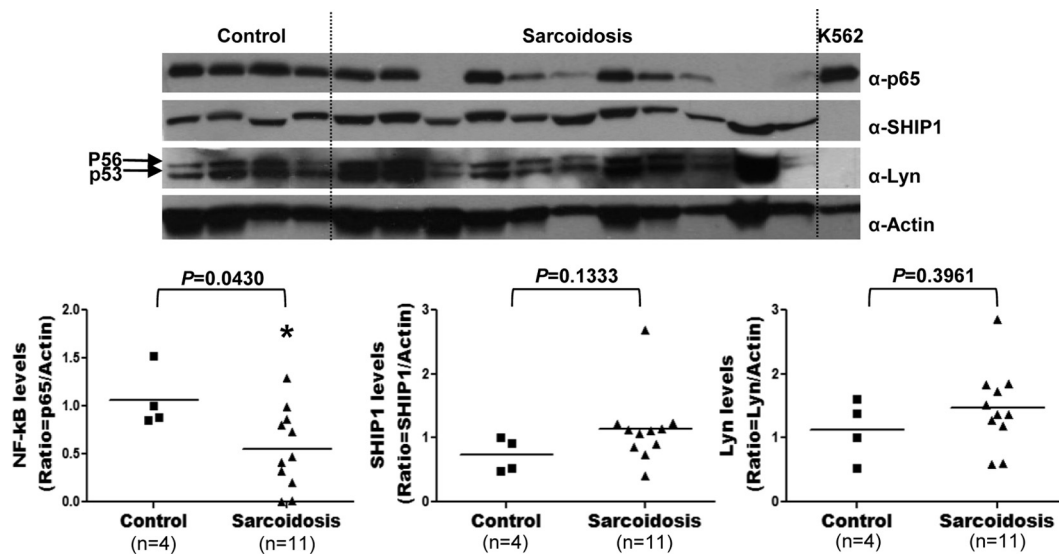 Control Sarcoidosis K562
α-p65
α-SHIP1
P56
p53
α-Lyn
α-Actin
P=0.0430
NF-kB levels
(Ratio=p65/Actin)
2.0
1.5
1.0
0.5
0.0
*
Control Sarcoidosis
(n=4) (n=11)
P=0.1333
SHIP1 levels
(Ratio=SHIP1/Actin)
3
2
1
0
Control Sarcoidosis
(n=4) (n=11)
P=0.3961
Lyn levels
(Ratio=Lyn/Actin)
3
2
1
0
Control Sarcoidosis
(n=4) (n=11)